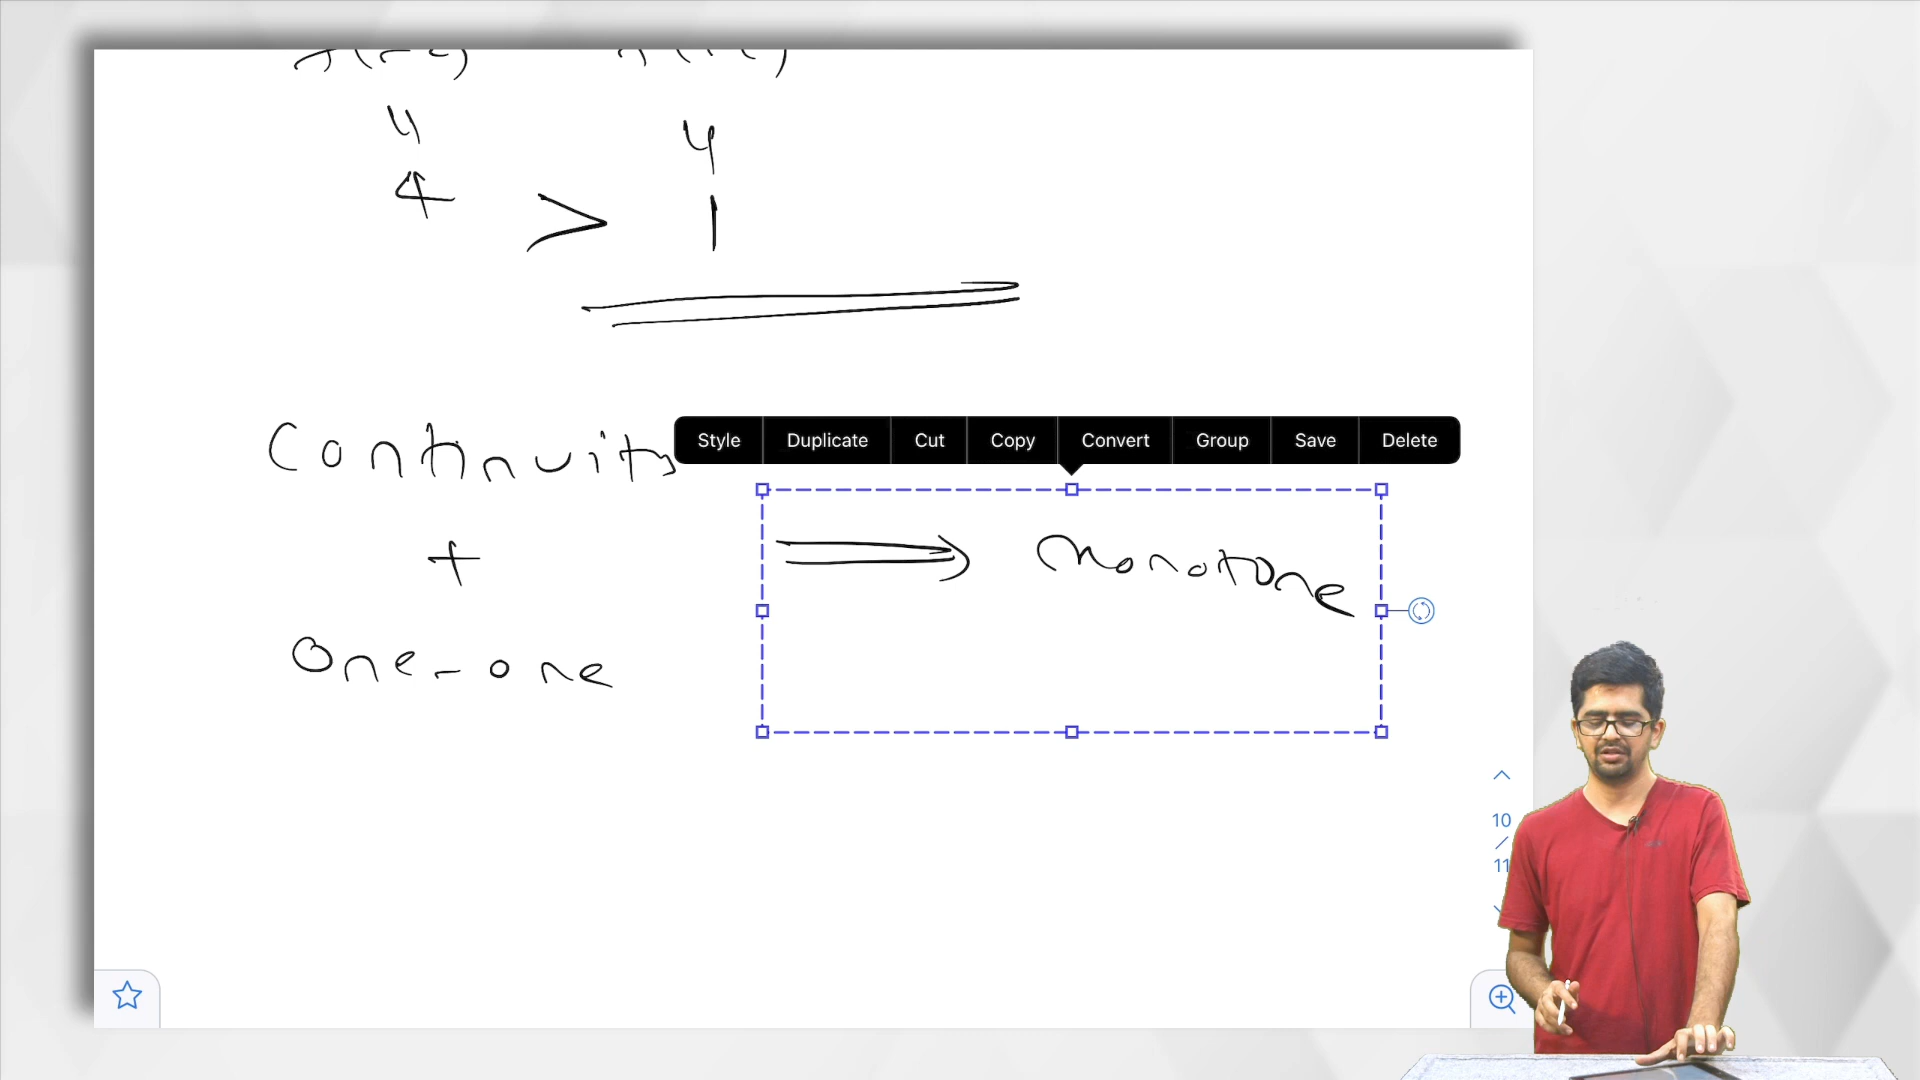 4 > 1
Continuity
Style Duplicate Cut Copy Convert Group Save Delete
+ ⟹ Monotone
One-one
10
/
11